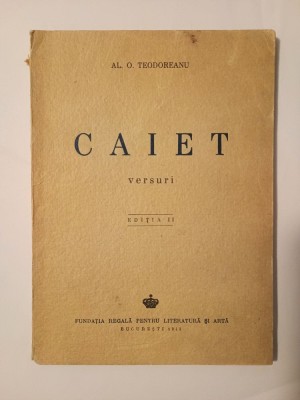 AL. O. TEODOREANU
CAIET
versuri
EDIȚIA II
FUNDAȚIA REGALĂ PENTRU LITERATURĂ ȘI ARTĂ
BUCUREȘTI